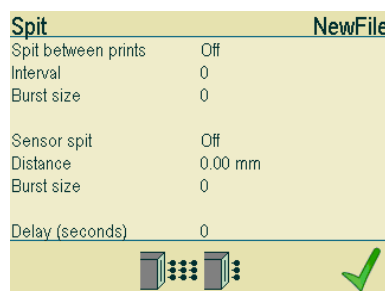 Spit NewFile
Spit between prints Off
Interval 0
Burst size 0
Sensor spit Off
Distance 0.00 mm
Burst size 0
Delay (seconds) 0